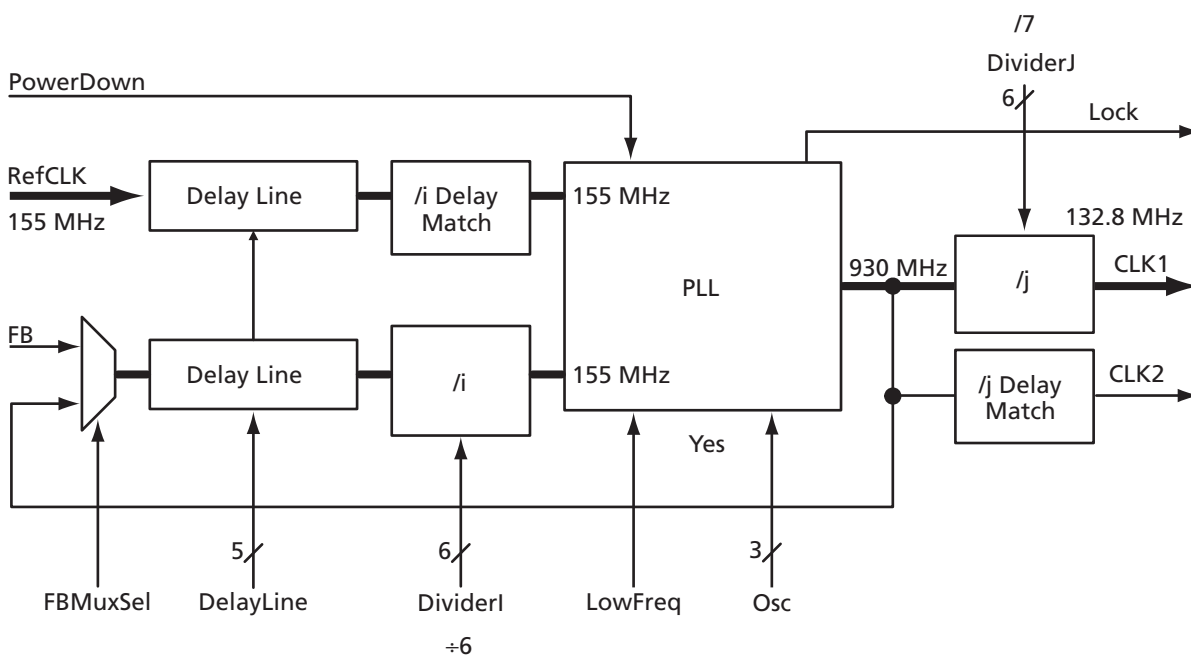 /7
DividerJ
PowerDown
6
Lock
RefCLK
155 MHz
Delay Line
/i Delay
Match
155 MHz
PLL
930 MHz
/j
132.8 MHz
CLK1
FB
Delay Line
/i
155 MHz
/j Delay
Match
CLK2
Yes
5
6
3
FBMuxSel
DelayLine
DividerI
LowFreq
Osc
÷6